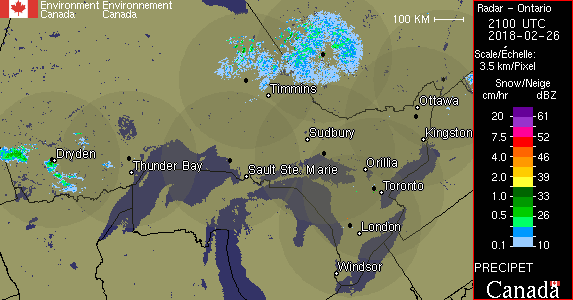 Environment Environnement
Canada Canada
100 KM
Radar - Ontario
2100 UTC
2018-02-26
Scale/Échelle:
3.5 km/Pixel
Snow/Neige
cm/hr dBZ
20 61
7.5 52
4.0 46
2.0 39
1.0 33
0.5 26
0.1 10
PRECIPET
Canada
Timmins
Ottawa
Sudbury
Kingston
Dryden
Thunder Bay
Sault Ste. Marie
Orillia
Toronto
London
Windsor